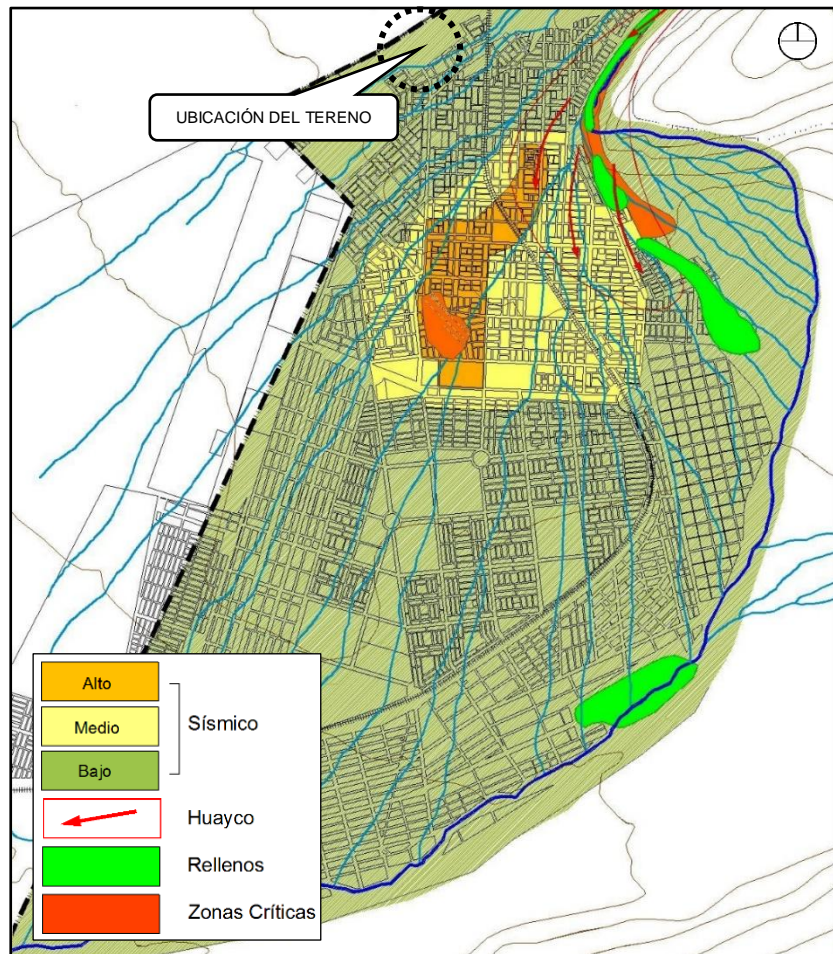 UBICACIÓN DEL TERENO
Alto
Medio
Sísmico
Bajo
Huayco
Rellenos
Zonas Críticas